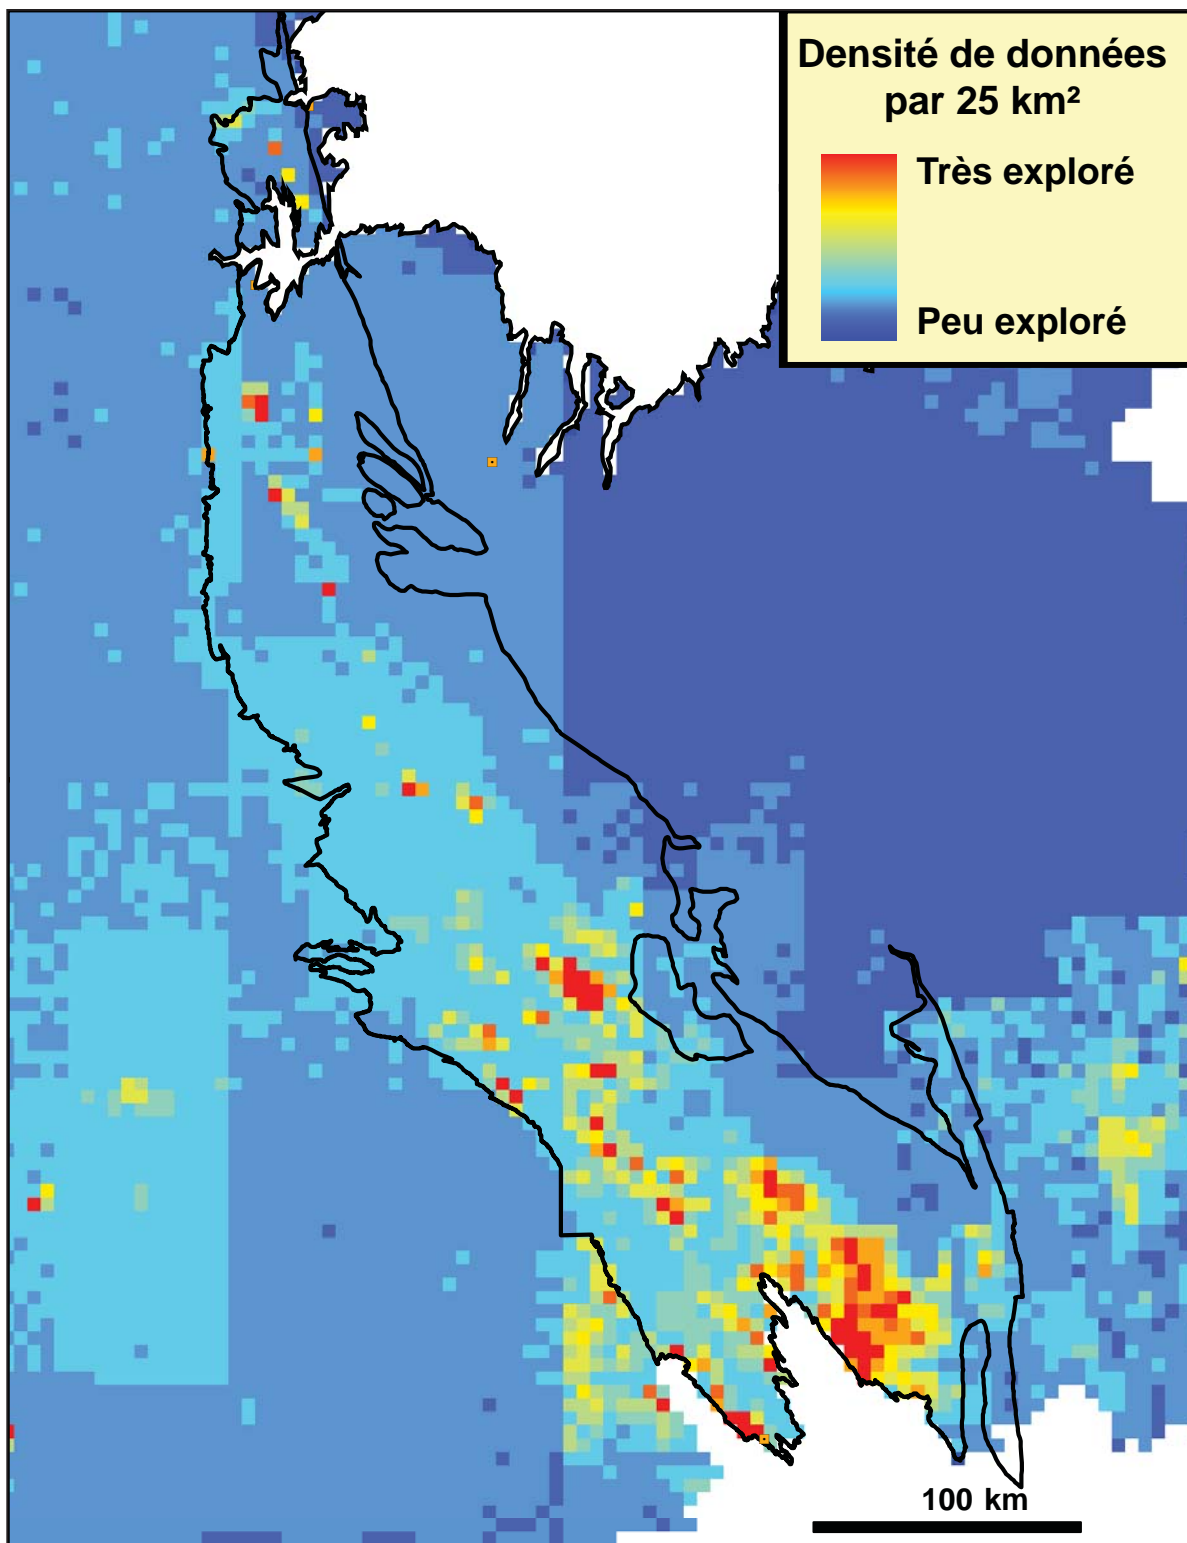 Densité de données
par 25 km²
Très exploré
Peu exploré
100 km